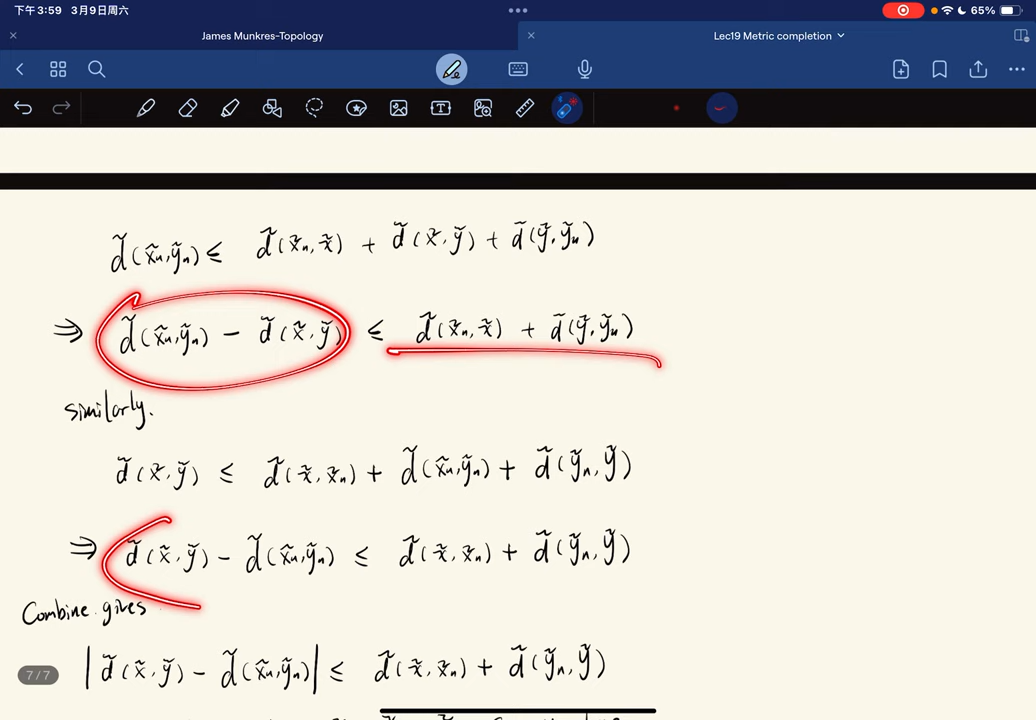 下午3:59 3月9日周六
65%
James Munkres-Topology
Lec19 Metric completion
d̃(x̃ₙ,ỹₙ) ≤ d̃(x̃ₙ,x̃) + d̃(x̃,ỹ) + d̃(ỹ,ỹₙ)
⇒ d̃(x̃ₙ,ỹₙ) − d̃(x̃,ỹ) ≤ d̃(x̃ₙ,x̃) + d̃(ỹ,ỹₙ)
similarly.
d̃(x̃,ỹ) ≤ d̃(x̃,x̃ₙ) + d̃(x̃ₙ,ỹₙ) + d̃(ỹₙ,ỹ)
⇒ d̃(x̃,ỹ) − d̃(x̃ₙ,ỹₙ) ≤ d̃(x̃,x̃ₙ) + d̃(ỹₙ,ỹ)
Combine gives
7/7
|d̃(x̃,ỹ) − d̃(x̃ₙ,ỹₙ)| ≤ d̃(x̃,x̃ₙ) + d̃(ỹₙ,ỹ)